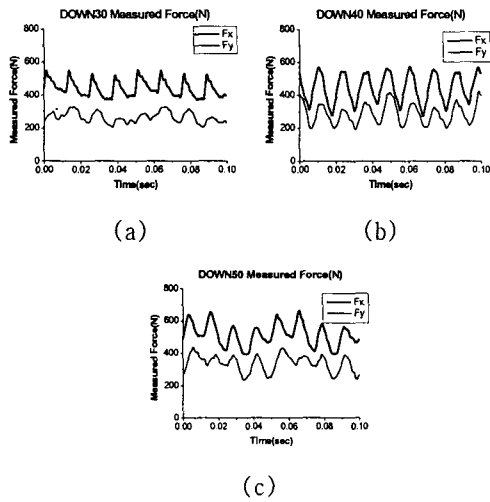 DOWN30 Measured Force(N)
Fx
Fy
Measured Force(N)
800
600
400
200
0
0.00 0.02 0.04 0.06 0.08 0.10
Time(sec)
(a)
DOWN40 Measured Force(N)
Fx
Fy
Measured Force(N)
800
600
400
200
0
0.00 0.02 0.04 0.06 0.08 0.10
Time(sec)
(b)
DOWN50 Measured Force(N)
Fx
Fy
Measured Force(N)
800
600
400
200
0
0.00 0.02 0.04 0.06 0.08 0.10
Time(sec)
(c)